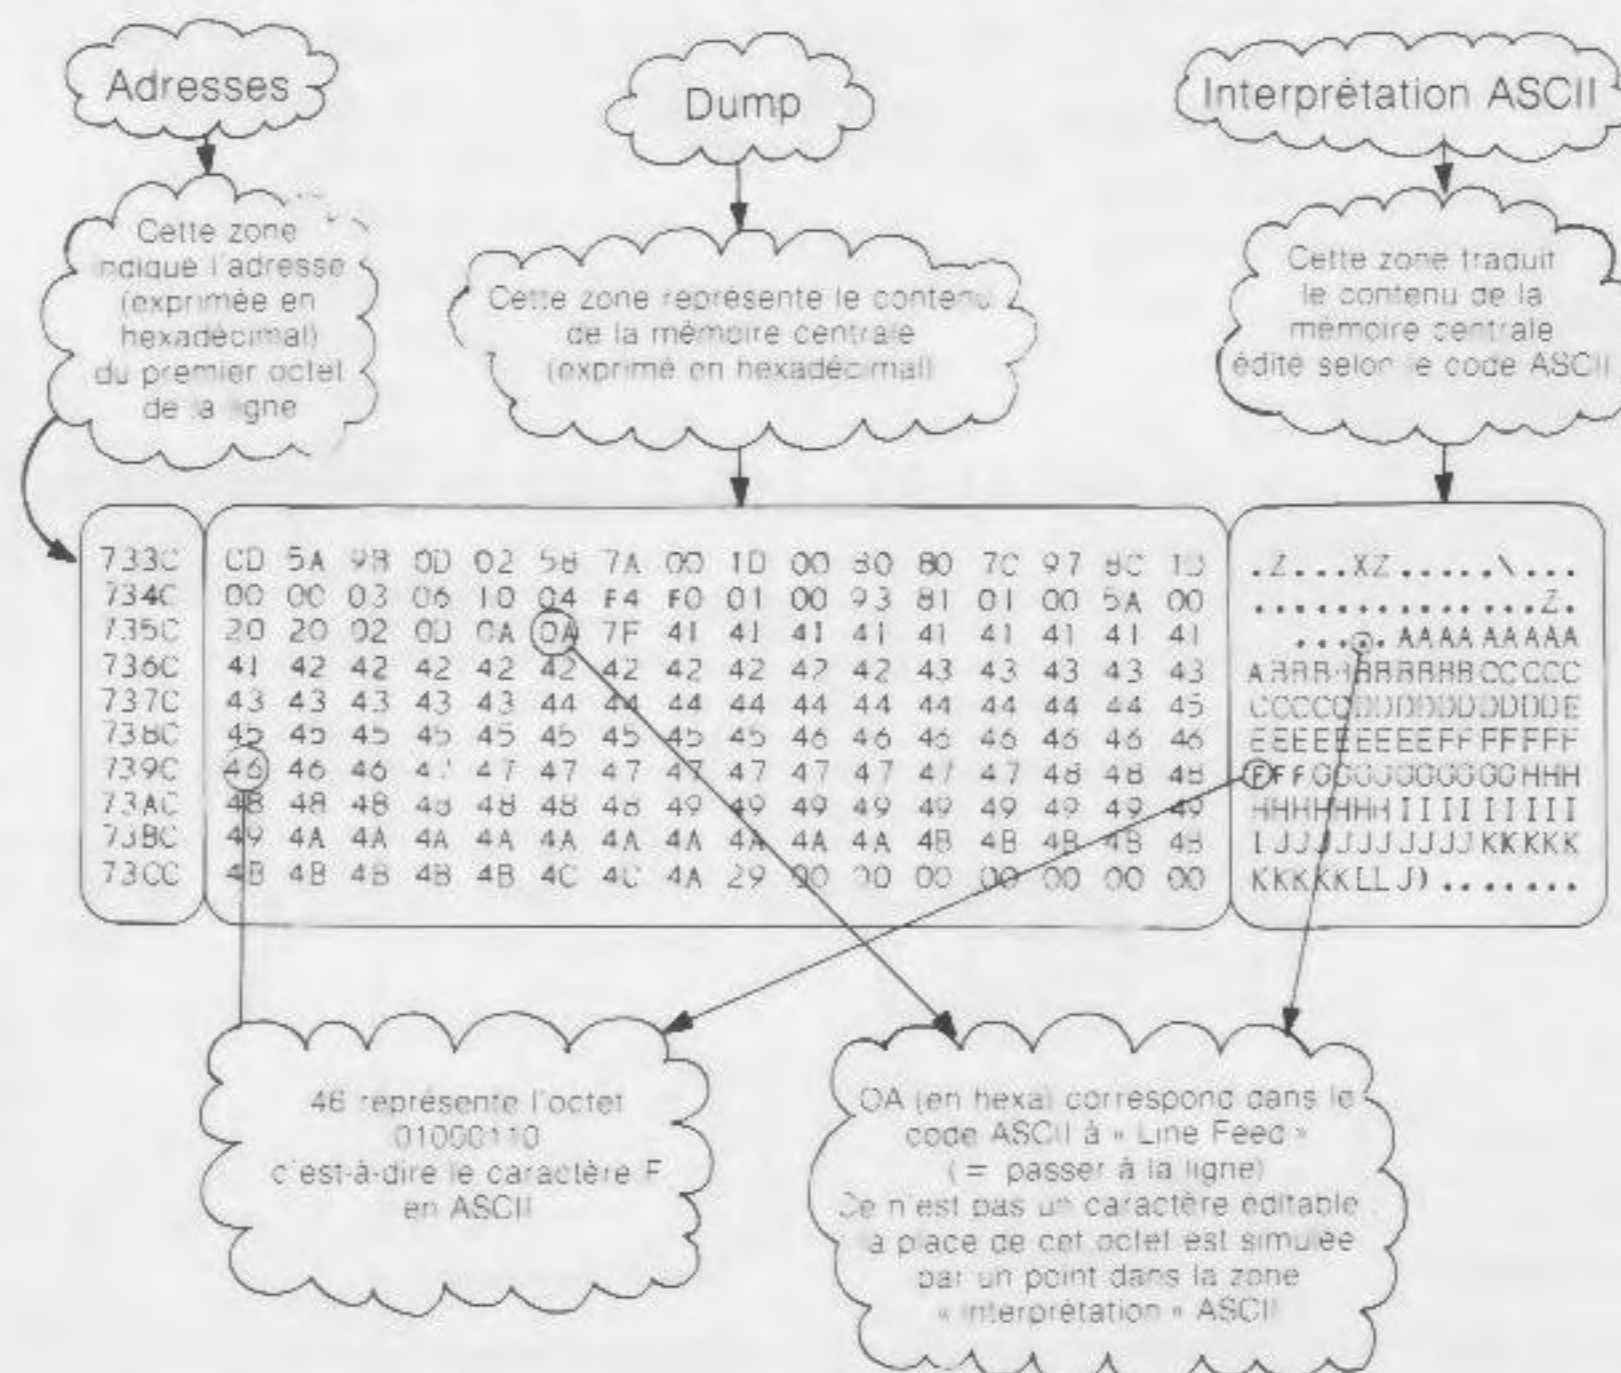 Adresses
Dump
Interprétation ASCII
Cette zone
indique l'adresse
(exprimée en
hexadécimal)
du premier octet
de la ligne
Cette zone représente le contenu
de la mémoire centrale
(exprimé en hexadécimal)
Cette zone traduit
le contenu de la
mémoire centrale
édité selon le code ASCII
733C CD 5A 9B 0D 02 58 7A 00 1D 00 80 80 7C 97 8C 1D .Z...XZ.....\...
734C 00 00 03 06 10 04 F4 F0 01 00 93 81 01 00 5A 00 ..............Z.
735C 20 20 02 0D 0A 0A 7F 41 41 41 41 41 41 41 41 41 .....AAAAAAAAA
736C 41 42 42 42 42 42 42 42 42 42 42 43 43 43 43 43 ABBBBBBBBBBCCCCC
737C 43 43 43 43 43 44 44 44 44 44 44 44 44 44 44 45 CCCCCDDDDDDDDDDE
738C 45 45 45 45 45 45 45 45 45 46 46 46 46 46 46 46 EEEEEEEEEFFFFFFF
739C 46 46 46 47 47 47 47 47 47 47 47 47 47 48 48 48 FFFGGGGGGGGGGHHH
73AC 48 48 48 48 48 48 48 49 49 49 49 49 49 49 49 49 HHHHHHHIIIIIIIII
73BC 49 4A 4A 4A 4A 4A 4A 4A 4A 4A 4A 4B 4B 4B 4B 4B IJJJJJJJJJJKKKKK
73CC 4B 4B 4B 4B 4B 4C 4C 4A 29 00 00 00 00 00 00 00 KKKKKLLJ).......
46 représente l'octet
01000110
c'est-à-dire le caractère F
en ASCII
OA (en hexa) correspond dans le
code ASCII à « Line Feed »
( = passer à la ligne)
Ce n'est pas un caractère éditable
la place de cet octet est simulée
par un point dans la zone
« interprétation » ASCII